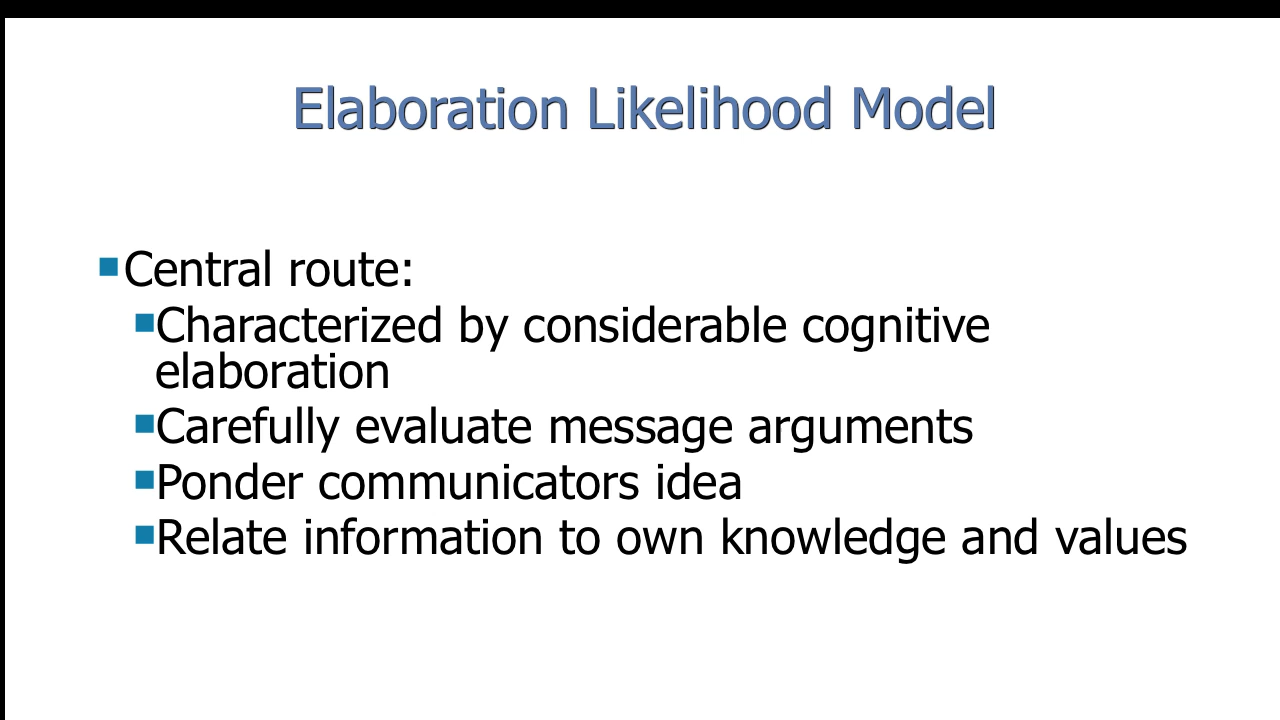 Elaboration Likelihood Model
Central route:
Characterized by considerable cognitive
elaboration
Carefully evaluate message arguments
Ponder communicators idea
Relate information to own knowledge and values